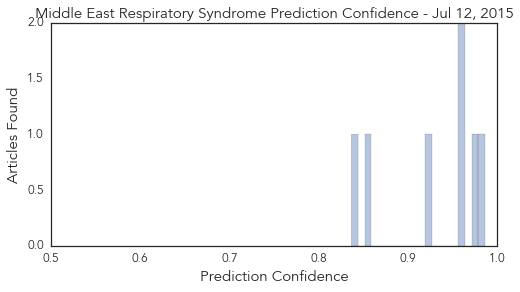 Middle East Respiratory Syndrome Prediction Confidence - Jul 12, 2015
2.0
1.5
1.0
0.5
0.0
Articles Found
0.5 0.6 0.7 0.8 0.9 1.0
Prediction Confidence